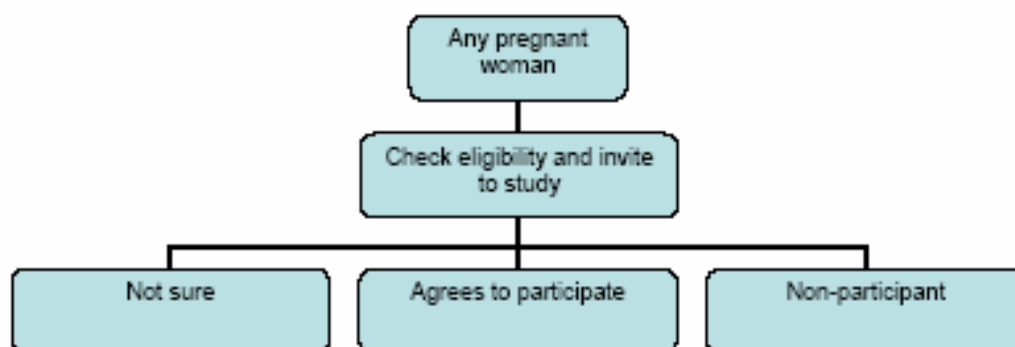 Any pregnant
woman
Check eligibility and invite
to study
Not sure
Agrees to participate
Non-participant